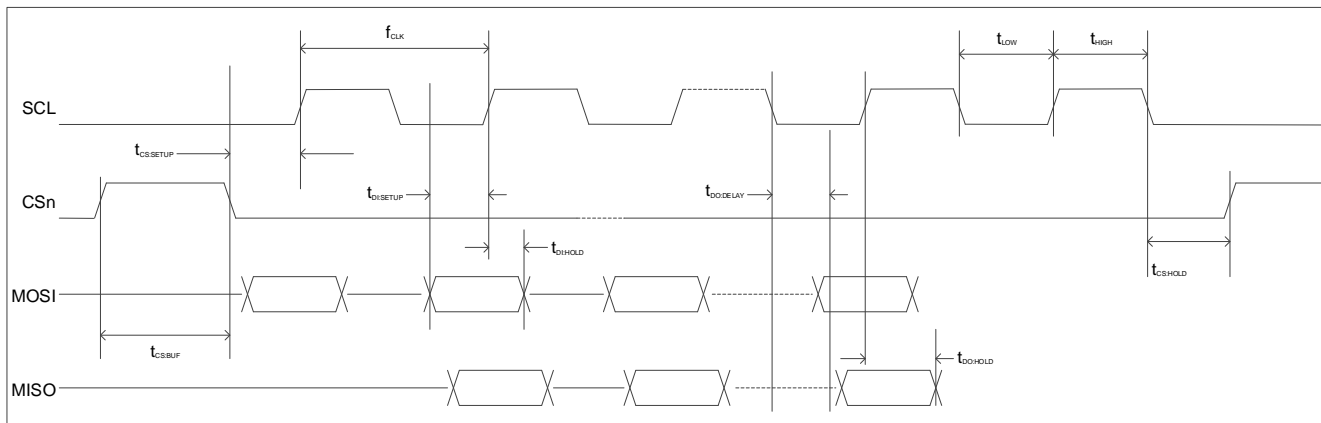 fCLK
tLOW
tHIGH
SCL
tCS:SETUP
tDI:SETUP
tDO:DELAY
CSn
tDI:HOLD
tCS:HOLD
MOSI
tCS:BUF
tDO:HOLD
MISO